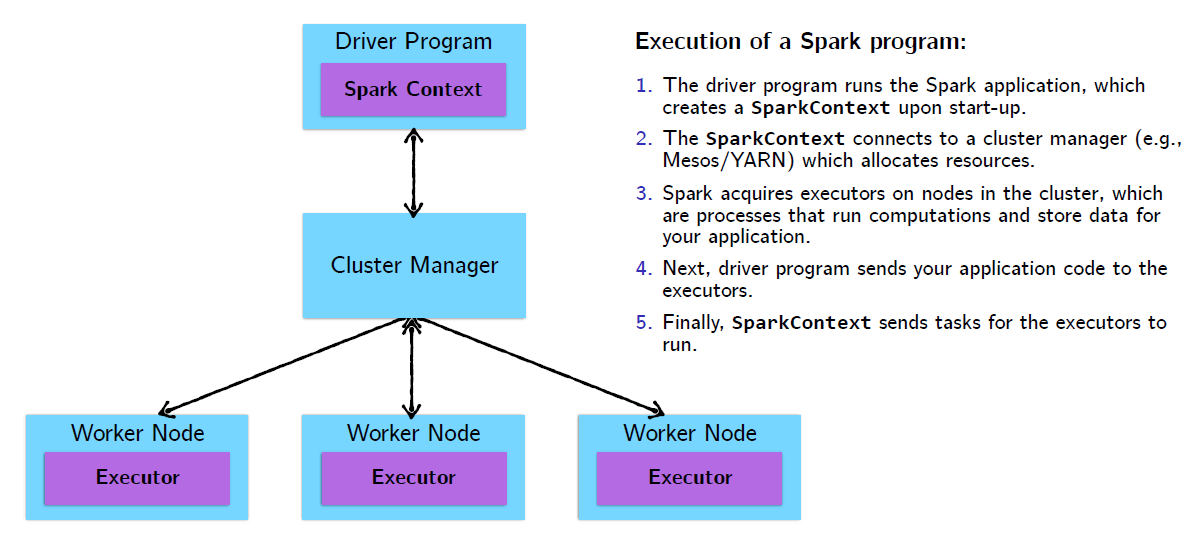 Driver Program
Spark Context
Cluster Manager
Worker Node
Executor
Worker Node
Executor
Worker Node
Executor
Execution of a Spark program:
1. The driver program runs the Spark application, which
creates a SparkContext upon start-up.
2. The SparkContext connects to a cluster manager (e.g.,
Mesos/YARN) which allocates resources.
3. Spark acquires executors on nodes in the cluster, which
are processes that run computations and store data for
your application.
4. Next, driver program sends your application code to the
executors.
5. Finally, SparkContext sends tasks for the executors to
run.